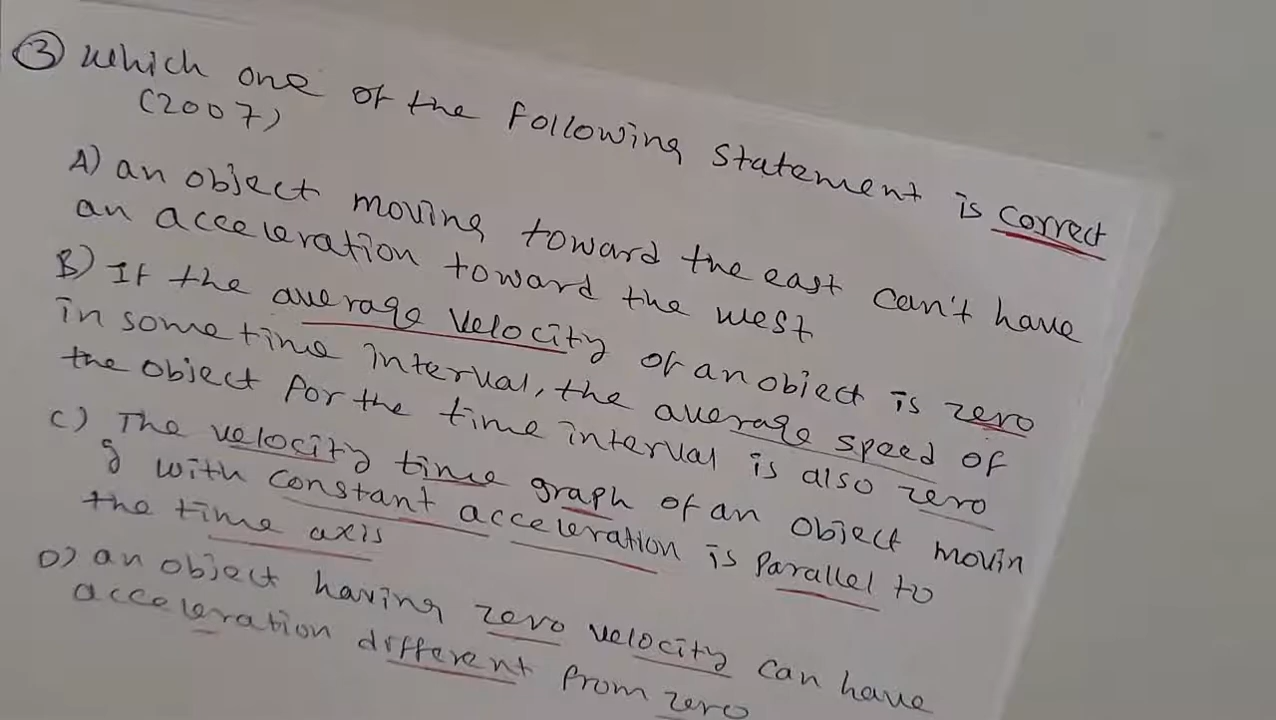 ③ Which one of the following statement is correct
(2007)
A) an object moving toward the east can't have
an acceleration toward the west
B) If the average velocity of an object is zero
in some time interval, the average speed of
the object for the time interval is also zero
C) The velocity time graph of an object movin
g with constant acceleration is parallel to
the time axis
D) an object having zero velocity can have
acceleration different from zero